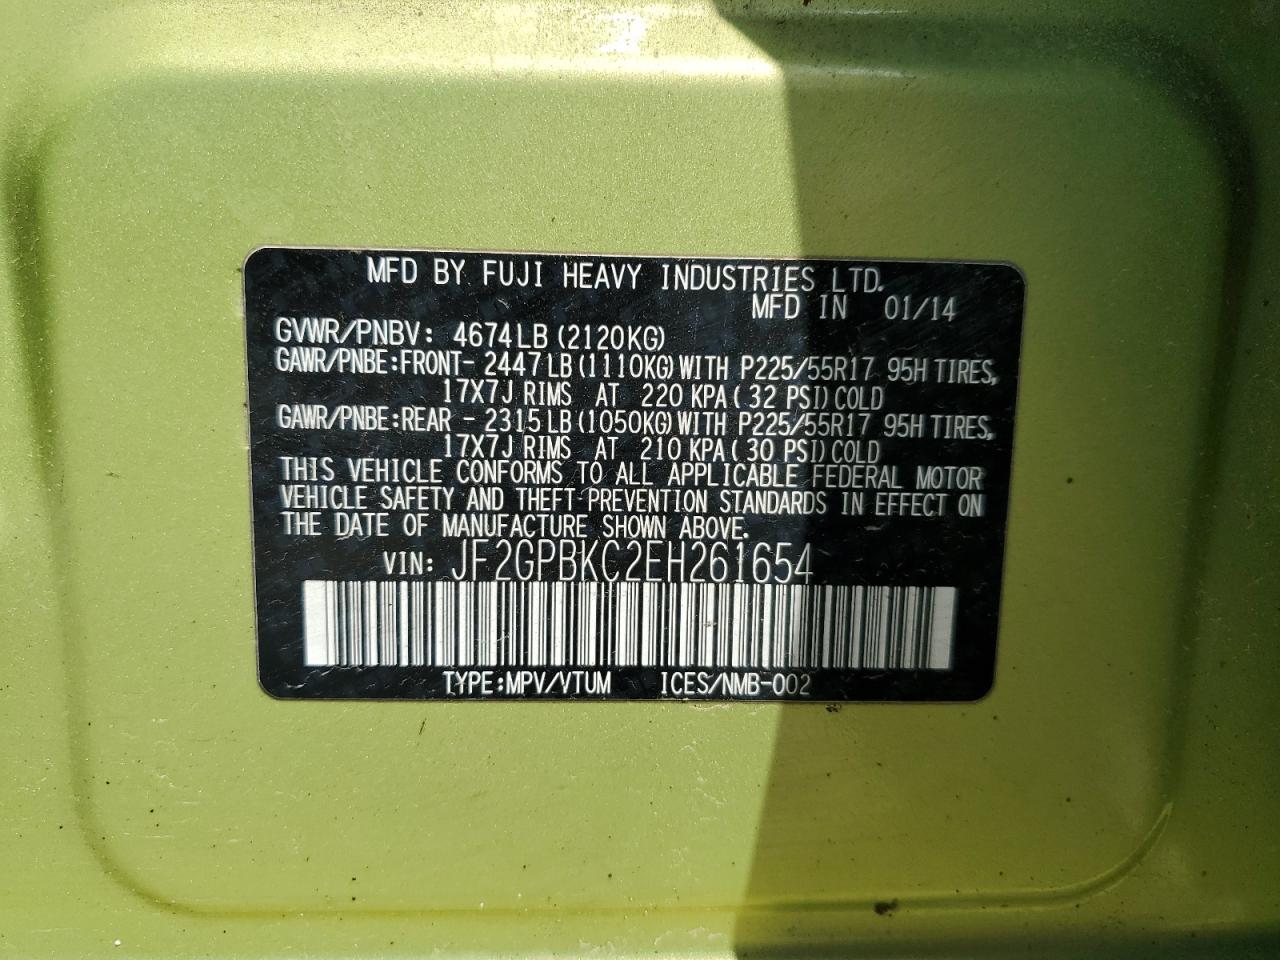 MFD BY FUJI HEAVY INDUSTRIES LTD.
MFD IN 01/14
GVWR/PNBV: 4674LB (2120KG)
GAWR/PNBE:FRONT- 2447LB (1110KG) WITH P225/55R17 95H TIRES,
17X7J RIMS AT 220 KPA( 32 PSI) COLD
GAWR/PNBE:REAR - 2315LB (1050KG) WITH P225/55R17 95H TIRES,
17X7J RIMS AT 210 KPA( 30 PSI) COLD
THIS VEHICLE CONFORMS TO ALL APPLICABLE FEDERAL MOTOR
VEHICLE SAFETY AND THEFT PREVENTION STANDARDS IN EFFECT ON
THE DATE OF MANUFACTURE SHOWN ABOVE.
VIN: JF2GPBKC2EH261654
TYPE:MPV/VTUM ICES/NMB-002